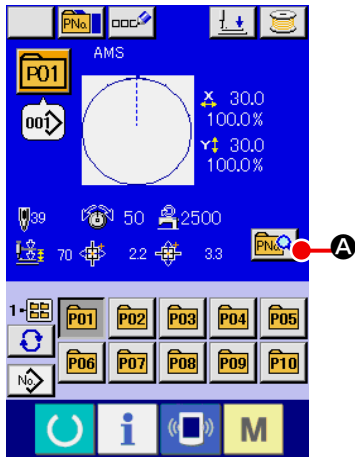 PNo.
AMS
P01
001
X 30.0
100.0%
Y 30.0
100.0%
39 50 2500
70 2.2 3.3
PNo. A
1
P01 P02 P03 P04 P05
No.
P06 P07 P08 P09 P10
i M